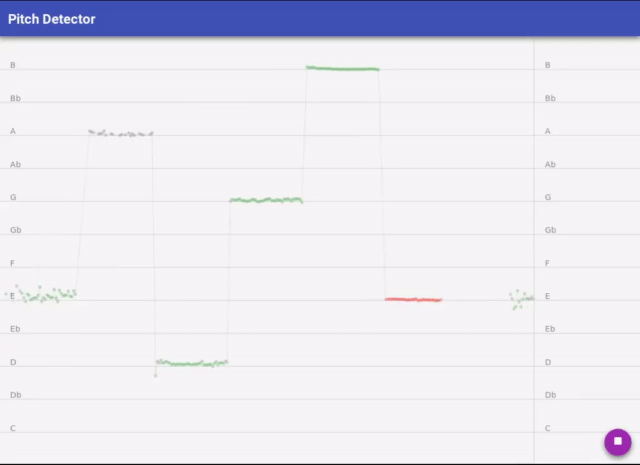 Pitch Detector
B B
Bb Bb
A A
Ab Ab
G G
Gb Gb
F F
E E
Eb Eb
D D
Db Db
C C